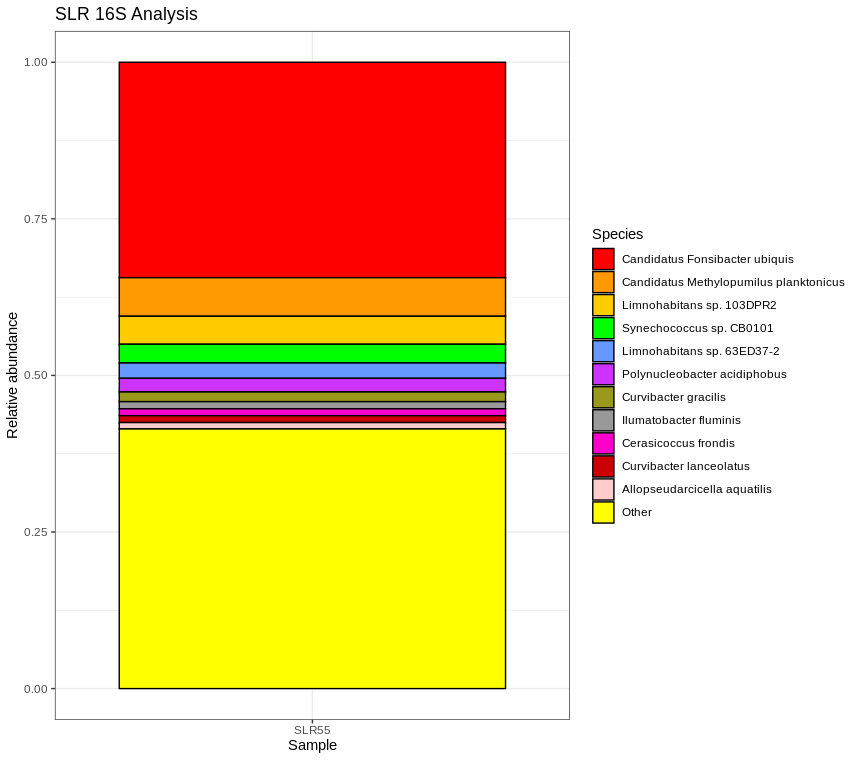 SLR 16S Analysis
Relative abundance
1.00
0.75
0.50
0.25
0.00
SLR55
Sample
Species
Candidatus Fonsibacter ubiquis
Candidatus Methylopumilus planktonicus
Limnohabitans sp. 103DPR2
Synechococcus sp. CB0101
Limnohabitans sp. 63ED37-2
Polynucleobacter acidiphobus
Curvibacter gracilis
Ilumatobacter fluminis
Cerasicoccus frondis
Curvibacter lanceolatus
Allopseudarcicella aquatilis
Other